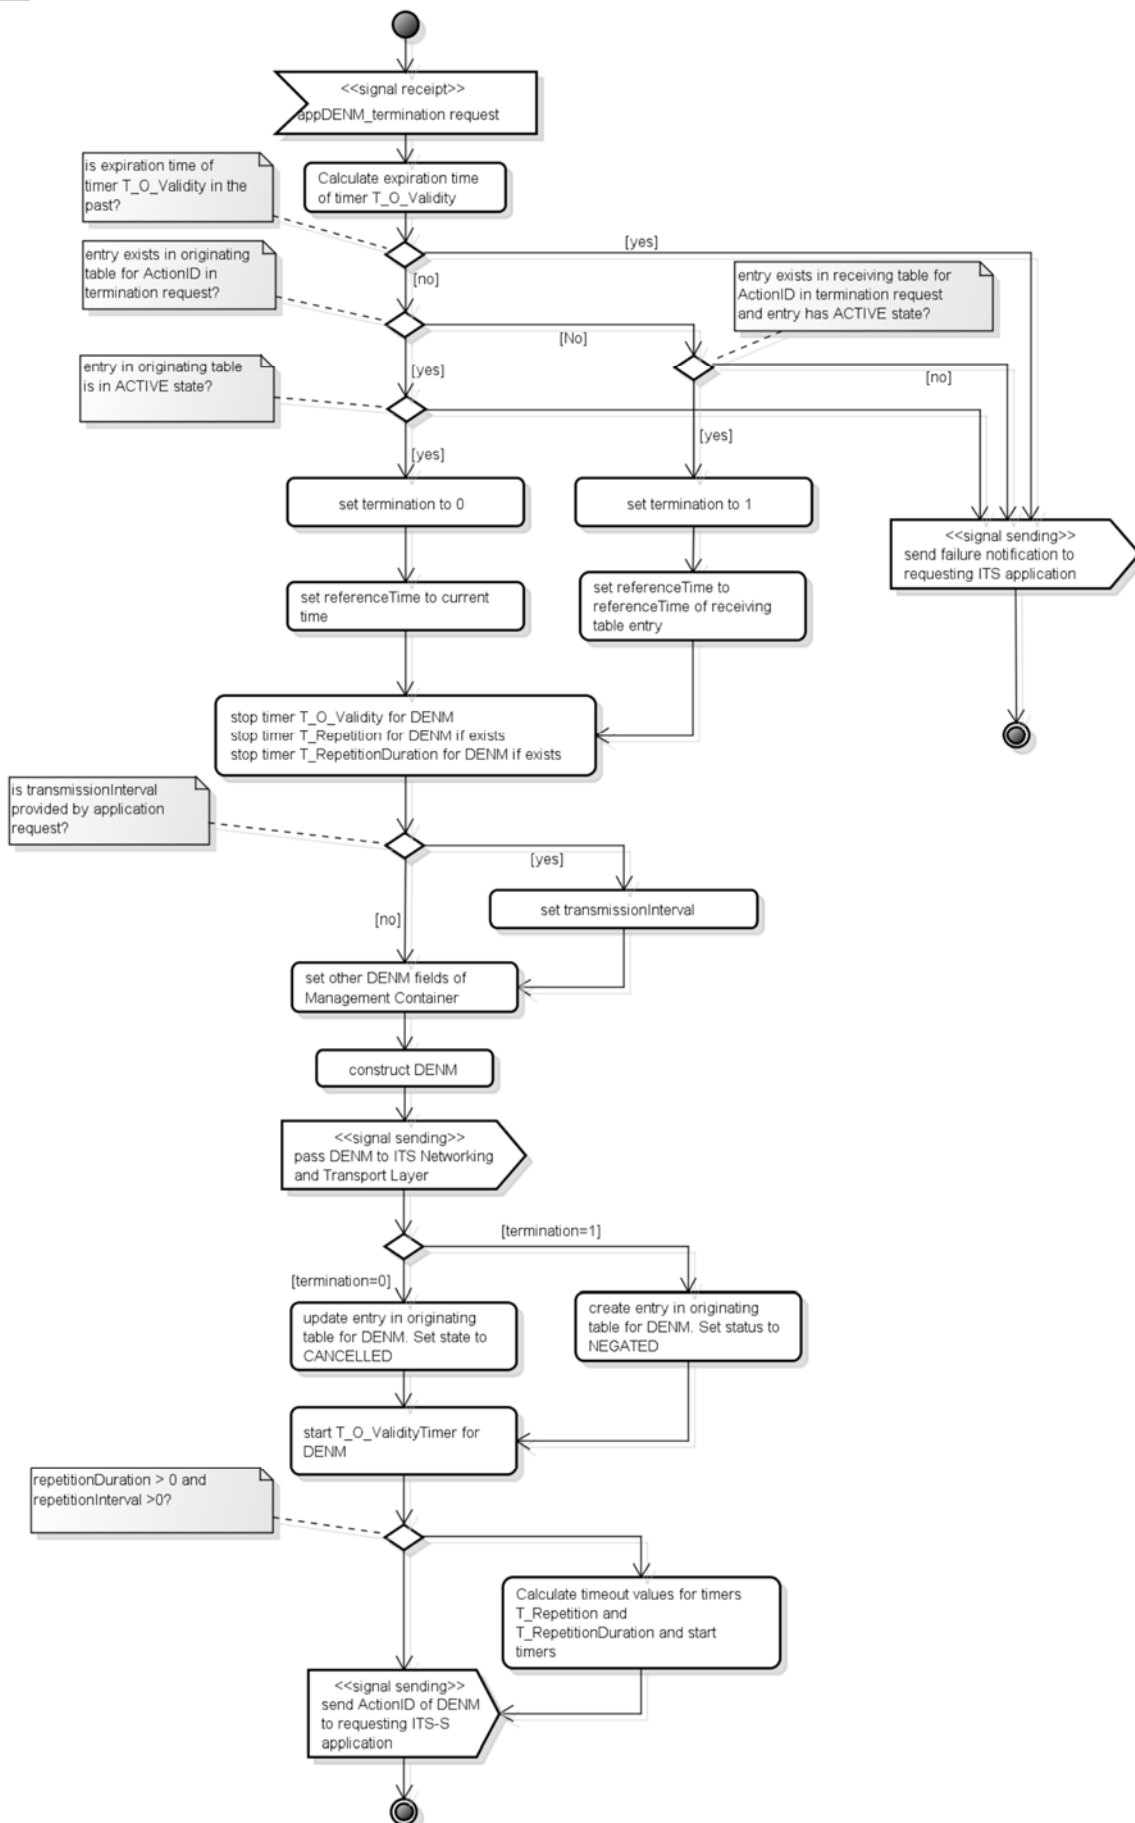 <<signal receipt>>
appDENM_termination request
is expiration time of
timer T_O_Validity in the
past?
Calculate expiration time
of timer T_O_Validity
[yes]
entry exists in originating
table for ActionID in
termination request?
[no]
entry exists in receiving table for
ActionID in termination request
and entry has ACTIVE state?
[No]
entry in originating table
is in ACTIVE state?
[yes]
[no]
[yes]
[yes]
set termination to 0
set termination to 1
<<signal sending>>
send failure notification to
requesting ITS application
set referenceTime to current
time
set referenceTime to
referenceTime of receiving
table entry
stop timer T_O_Validity for DENM
stop timer T_Repetition for DENM if exists
stop timer T_RepetitionDuration for DENM if exists
is transmissionInterval
provided by application
request?
[yes]
set transmissionInterval
[no]
set other DENM fields of
Management Container
construct DENM
<<signal sending>>
pass DENM to ITS Networking
and Transport Layer
[termination=1]
[termination=0]
update entry in originating
table for DENM. Set state to
CANCELLED
create entry in originating
table for DENM. Set status to
NEGATED
start T_O_ValidityTimer for
DENM
repetitionDuration > 0 and
repetitionInterval >0?
Calculate timeout values for timers
T_Repetition and
T_RepetitionDuration and start
timers
<<signal sending>>
send ActionID of DENM
to requesting ITS-S
application